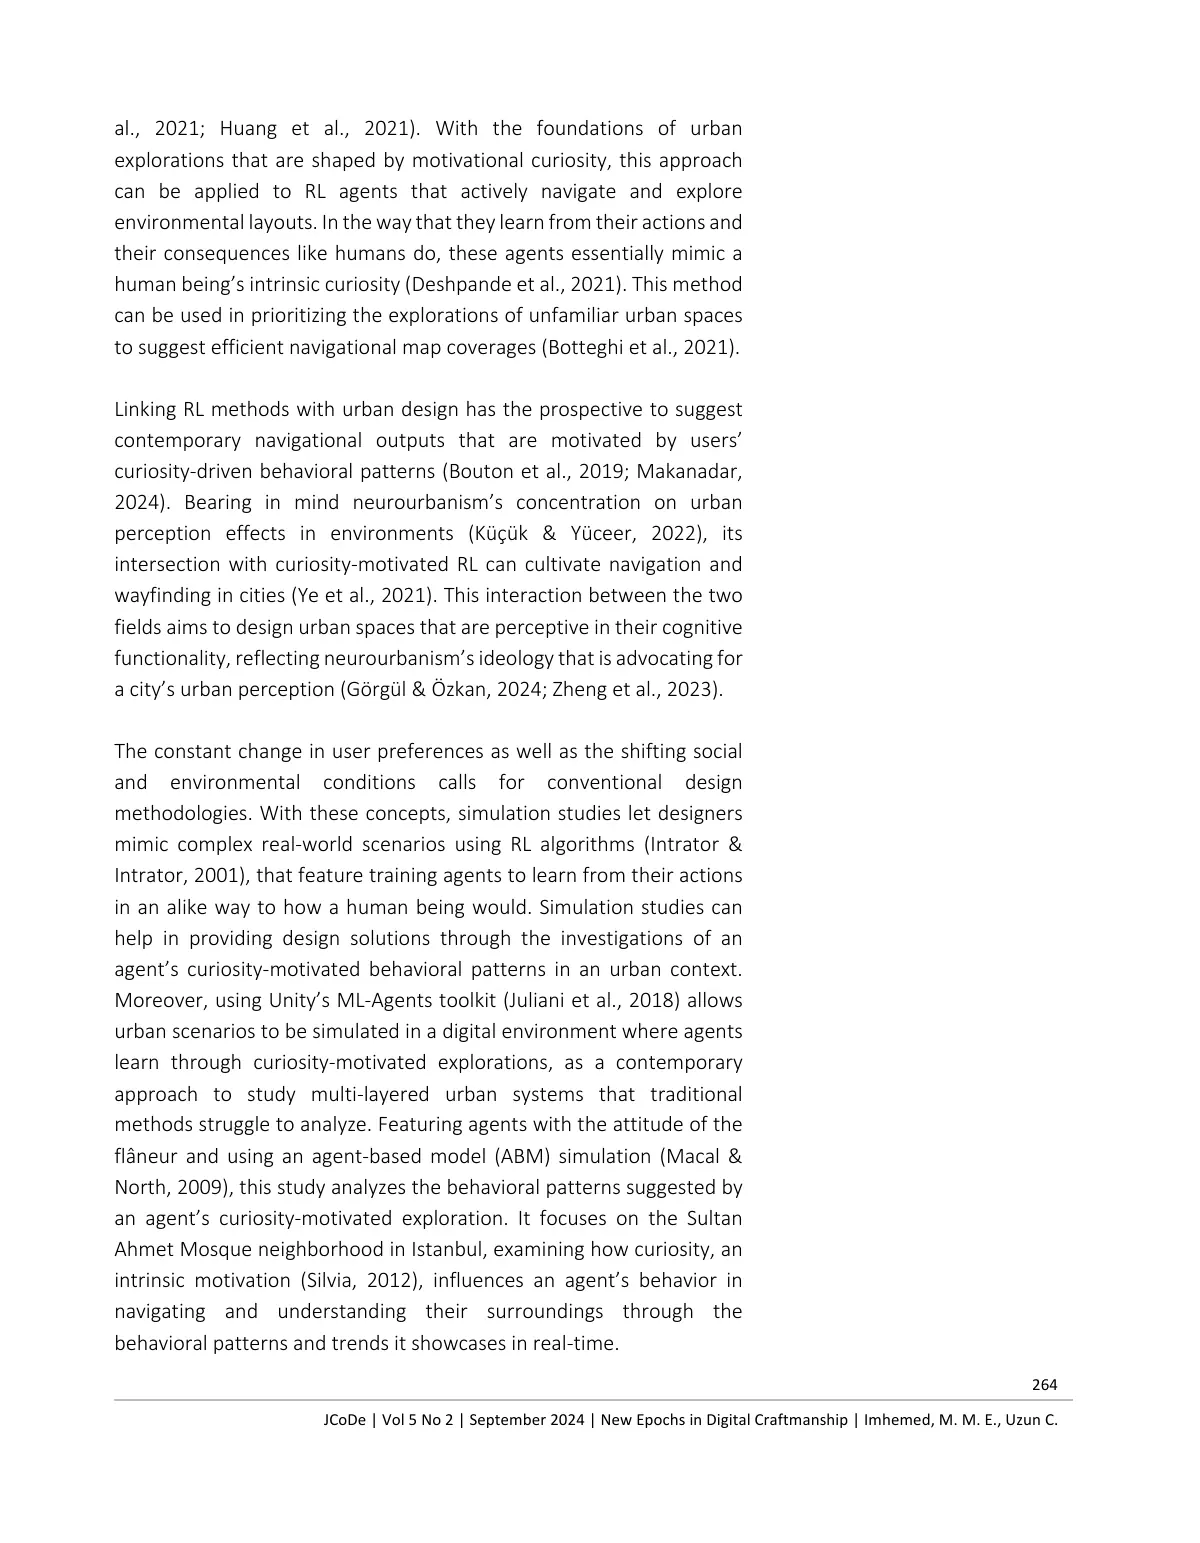 al., 2021; Huang et al., 2021). With the foundations of urban
explorations that are shaped by motivational curiosity, this approach
can be applied to RL agents that actively navigate and explore
environmental layouts. In the way that they learn from their actions and
their consequences like humans do, these agents essentially mimic a
human being’s intrinsic curiosity (Deshpande et al., 2021). This method
can be used in prioritizing the explorations of unfamiliar urban spaces
to suggest efficient navigational map coverages (Botteghi et al., 2021).
Linking RL methods with urban design has the prospective to suggest
contemporary navigational outputs that are motivated by users’
curiosity-driven behavioral patterns (Bouton et al., 2019; Makanadar,
2024). Bearing in mind neurourbanism’s concentration on urban
perception effects in environments (Küçük & Yüceer, 2022), its
intersection with curiosity-motivated RL can cultivate navigation and
wayfinding in cities (Ye et al., 2021). This interaction between the two
fields aims to design urban spaces that are perceptive in their cognitive
functionality, reflecting neurourbanism’s ideology that is advocating for
a city’s urban perception (Görgül & Özkan, 2024; Zheng et al., 2023).
The constant change in user preferences as well as the shifting social
and environmental conditions calls for conventional design
methodologies. With these concepts, simulation studies let designers
mimic complex real-world scenarios using RL algorithms (Intrator &
Intrator, 2001), that feature training agents to learn from their actions
in an alike way to how a human being would. Simulation studies can
help in providing design solutions through the investigations of an
agent’s curiosity-motivated behavioral patterns in an urban context.
Moreover, using Unity’s ML-Agents toolkit (Juliani et al., 2018) allows
urban scenarios to be simulated in a digital environment where agents
learn through curiosity-motivated explorations, as a contemporary
approach to study multi-layered urban systems that traditional
methods struggle to analyze. Featuring agents with the attitude of the
flâneur and using an agent-based model (ABM) simulation (Macal &
North, 2009), this study analyzes the behavioral patterns suggested by
an agent’s curiosity-motivated exploration. It focuses on the Sultan
Ahmet Mosque neighborhood in Istanbul, examining how curiosity, an
intrinsic motivation (Silvia, 2012), influences an agent’s behavior in
navigating and understanding their surroundings through the
behavioral patterns and trends it showcases in real-time.
264
JCoDe | Vol 5 No 2 | September 2024 | New Epochs in Digital Craftmanship | Imhemed, M. M. E., Uzun C.